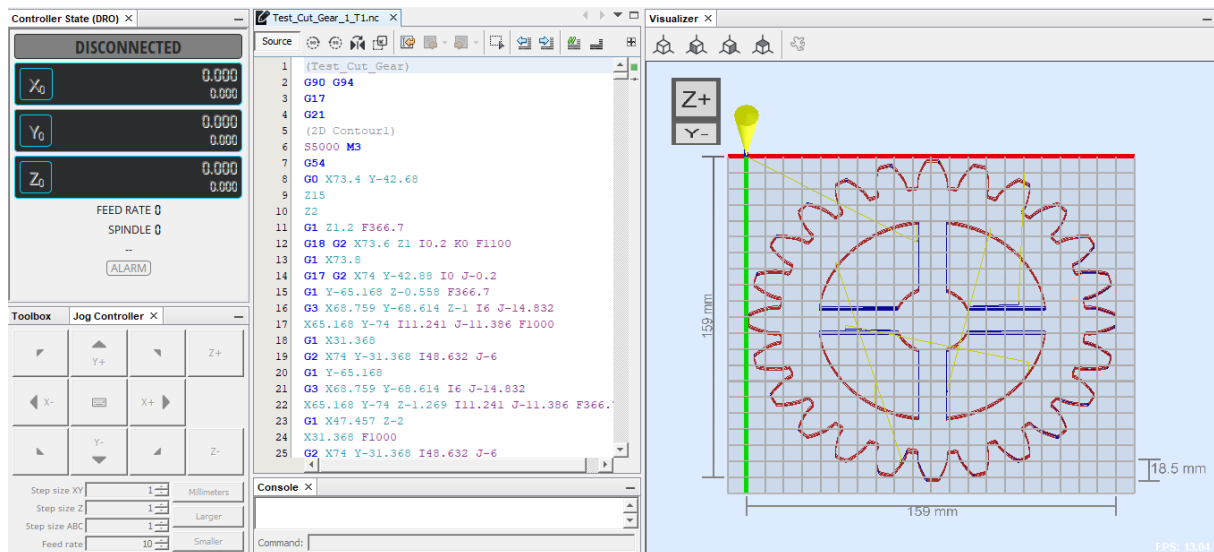 Controller State (DRO) ×
DISCONNECTED
X0 0.000
0.000
Y0 0.000
0.000
Z0 0.000
0.000
FEED RATE 0
SPINDLE 0
--
ALARM
Toolbox Jog Controller ×
Y+ Z+
X- X+
Y- Z-
Step size XY 1 Millimeters
Step size Z 1
Larger
Step size ABC 1
Feed rate 10 Smaller
Test_Cut_Gear_1_T1.nc ×
Source
1 (Test_Cut_Gear)
2 G90 G94
3 G17
4 G21
5 (2D Contour1)
6 S5000 M3
7 G54
8 G0 X73.4 Y-42.68
9 Z15
10 Z2
11 G1 Z1.2 F366.7
12 G18 G2 X73.6 Z1 I0.2 K0 F1100
13 G1 X73.8
14 G17 G2 X74 Y-42.88 I0 J-0.2
15 G1 Y-65.168 Z-0.558 F366.7
16 G3 X68.759 Y-68.614 Z-1 I6 J-14.832
17 X65.168 Y-74 I11.241 J-11.386 F1000
18 G1 X31.368
19 G2 X74 Y-31.368 I48.632 J-6
20 G1 Y-65.168
21 G3 X68.759 Y-68.614 I6 J-14.832
22 X65.168 Y-74 Z-1.269 I11.241 J-11.386 F366.
23 G1 X47.457 Z-2
24 X31.368 F1000
25 G2 X74 Y-31.368 I48.632 J-6
Console ×
Command:
Visualizer ×
Z+
Y-
159 mm
18.5 mm
159 mm
FPS: 13.04